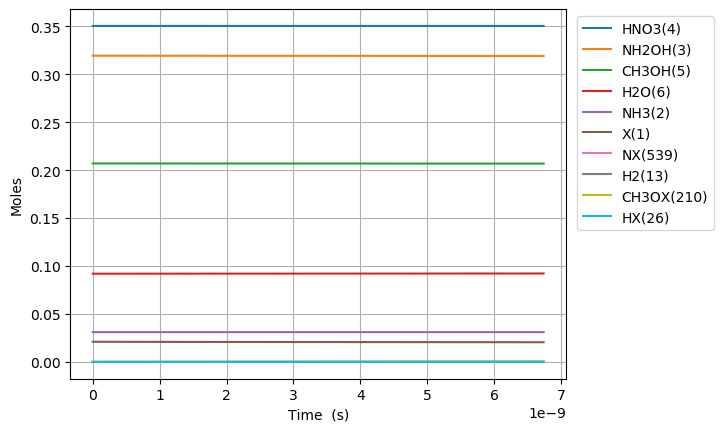 0.35
0.30
0.25
0.20
0.15
0.10
0.05
0.00
Moles
0 1 2 3 4 5 6 7
1e−9
Time (s)
HNO3(4)
NH2OH(3)
CH3OH(5)
H2O(6)
NH3(2)
X(1)
NX(539)
H2(13)
CH3OX(210)
HX(26)